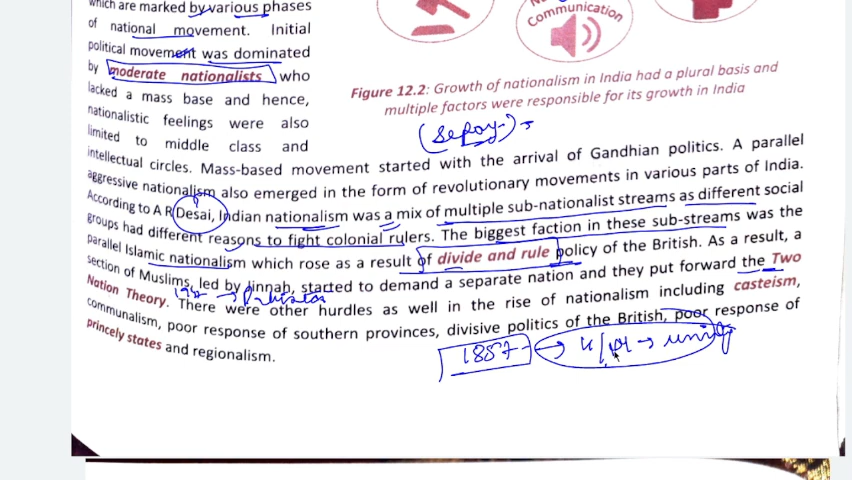 which are marked by various phases
of national movement. Initial
political movement was dominated
by moderate nationalists who
lacked a mass base and hence,
nationalistic feelings were also
limited to middle class and
Communication
Figure 12.2: Growth of nationalism in India had a plural basis and
multiple factors were responsible for its growth in India
(Sepoy)
intellectual circles. Mass-based movement started with the arrival of Gandhian politics. A parallel
aggressive nationalism also emerged in the form of revolutionary movements in various parts of India.
According to A R Desai, Indian nationalism was a mix of multiple sub-nationalist streams as different social
groups had different reasons to fight colonial rulers. The biggest faction in these sub-streams was the
parallel Islamic nationalism which rose as a result of divide and rule policy of the British. As a result, a
section of Muslims, led by Jinnah, started to demand a separate nation and they put forward the Two
Nation Theory. There were other hurdles as well in the rise of nationalism including casteism,
→ Pakistan
communalism, poor response of southern provinces, divisive politics of the British, poor response of
princely states and regionalism.
1857 → → unity